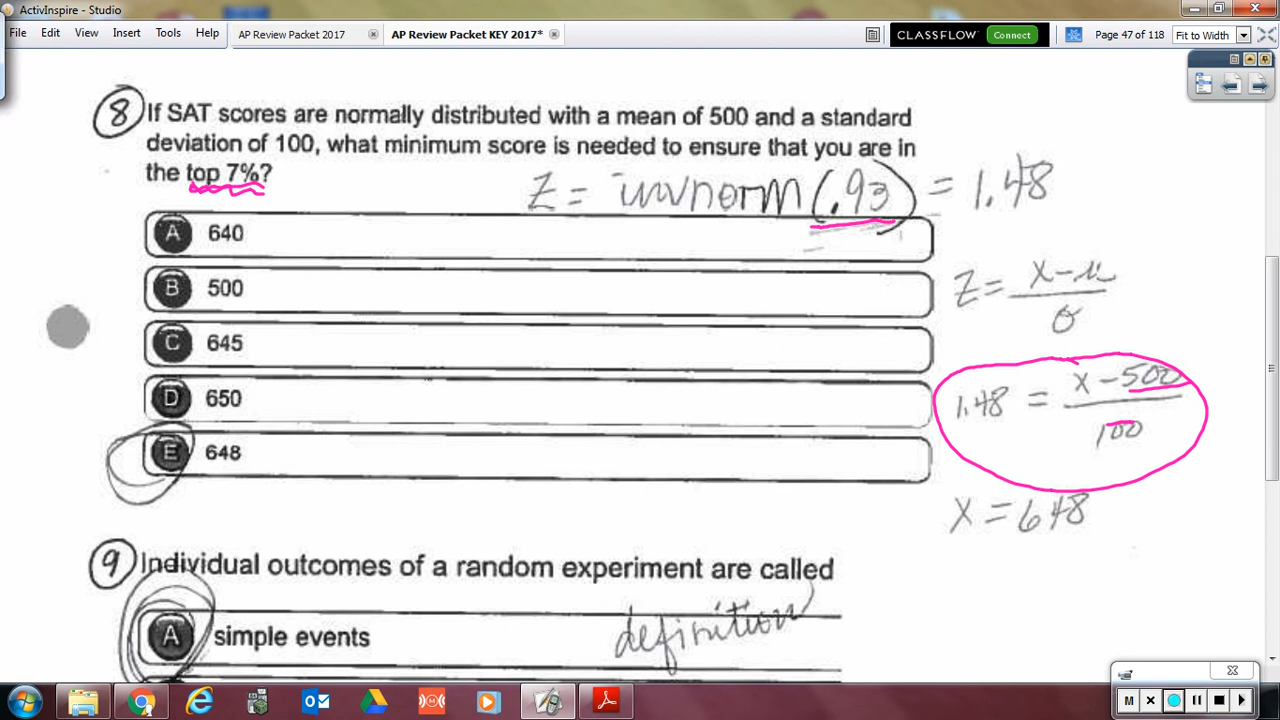 ActivInspire - Studio
File Edit View Insert Tools Help AP Review Packet 2017 AP Review Packet KEY 2017* CLASSFLOW Connect Page 47 of 118 Fit to Width
8 If SAT scores are normally distributed with a mean of 500 and a standard
deviation of 100, what minimum score is needed to ensure that you are in
the top 7%?
Z = invnorm(.93) = 1.48
A 640
B 500
C 645
D 650
E 648
Z = x-μ
σ
1.48 = x-500
100
X = 648
9 Individual outcomes of a random experiment are called
A simple events
definition
M